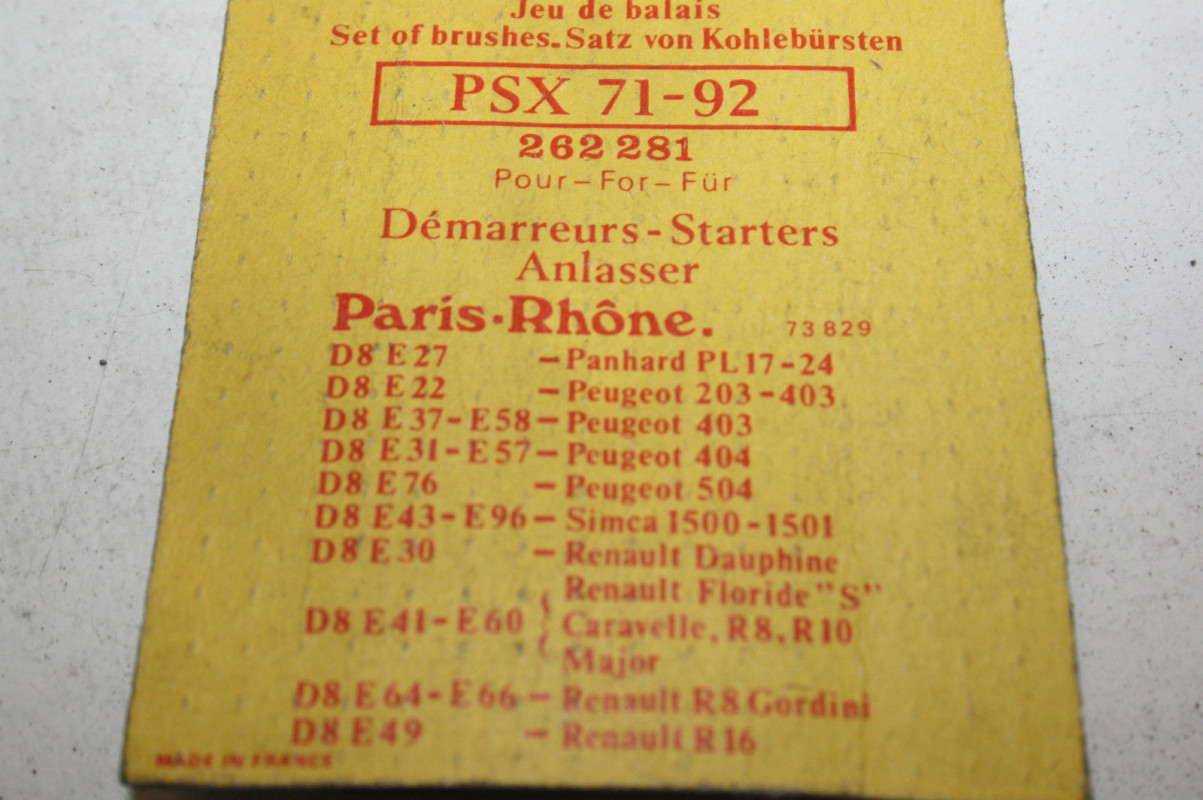 Jeu de balais
Set of brushes-Satz von Kohlebürsten
PSX 71-92
262 281
Pour-For-Für
Démarreurs-Starters
Anlasser
Paris-Rhône. 73 829
D8 E27 - Panhard PL17-24
D8 E22 - Peugeot 203-403
D8 E37-E58 - Peugeot 403
D8 E31-E57 - Peugeot 404
D8 E76 - Peugeot 504
D8 E43-E96 - Simca 1500-1501
D8 E30 - Renault Dauphine
Renault Floride "S"
D8 E41-E60 { Caravelle, R8, R10
Major
D8 E64-E66 - Renault R8 Gordini
D8 E49 - Renault R16
MADE IN FRANCE